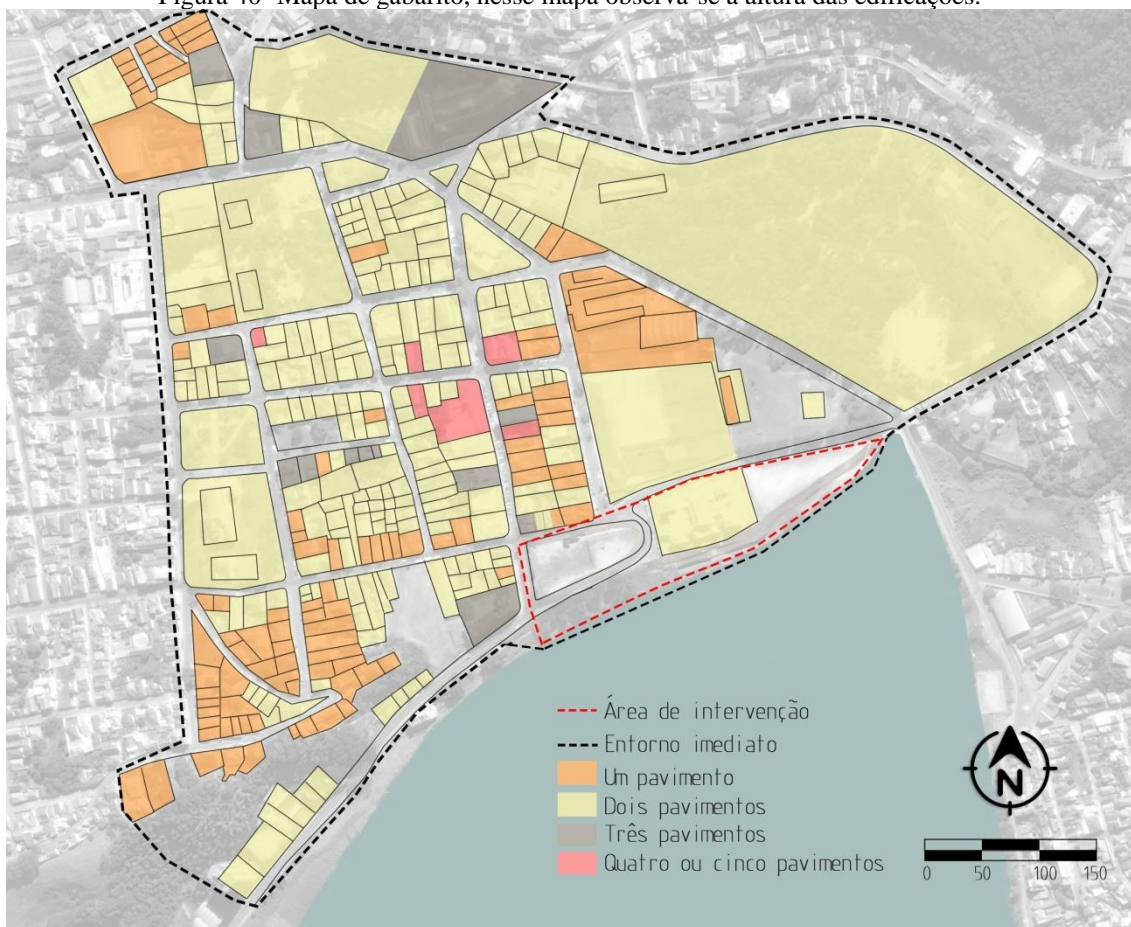 Figura 40- Mapa de gabarito, nesse mapa observa-se a altura das edificações.
Área de intervenção
Entorno imediato
Um pavimento
Dois pavimentos
Três pavimentos
Quatro ou cinco pavimentos
N
0 50 100 150